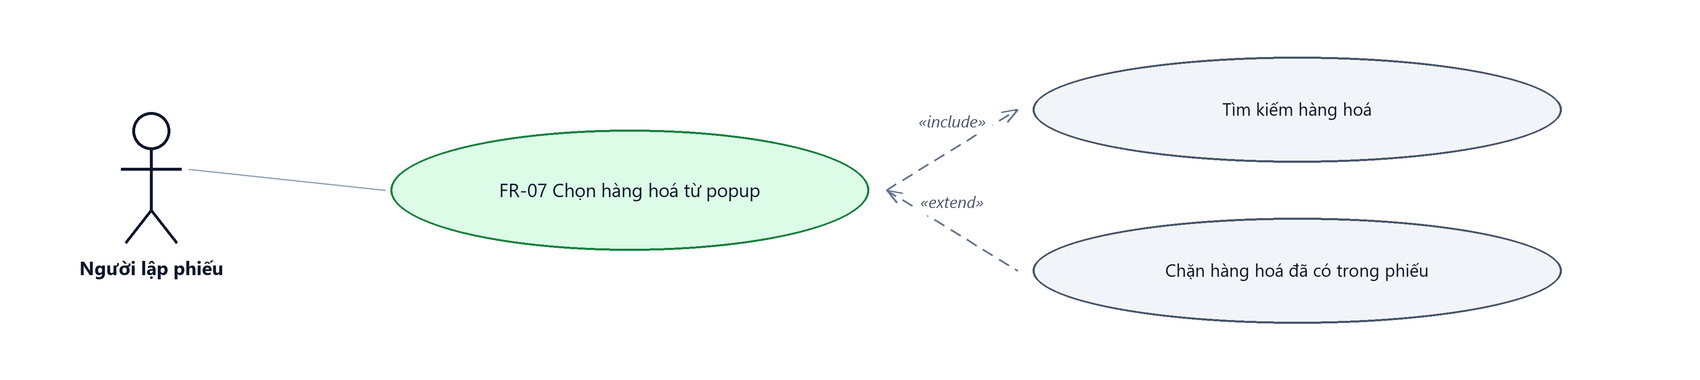 Tìm kiếm hàng hoá
«include»
FR-07 Chọn hàng hoá từ popup
«extend»
Người lập phiếu
Chặn hàng hoá đã có trong phiếu